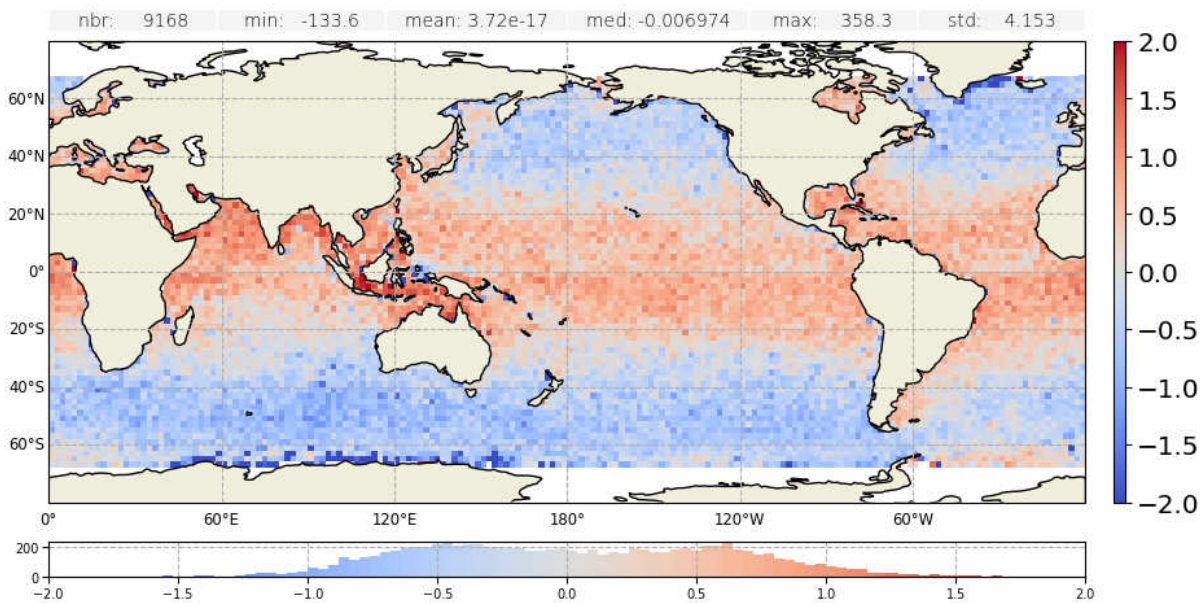 nbr: 9168 min: -133.6 mean: 3.72e-17 med: -0.006974 max: 358.3 std: 4.153
2.0
60°N
1.5
40°N
1.0
20°N
0.5
0°
0.0
20°S
-0.5
40°S
-1.0
60°S
-1.5
-2.0
0° 60°E 120°E 180° 120°W 60°W
200
0
-2.0 -1.5 -1.0 -0.5 0.0 0.5 1.0 1.5 2.0